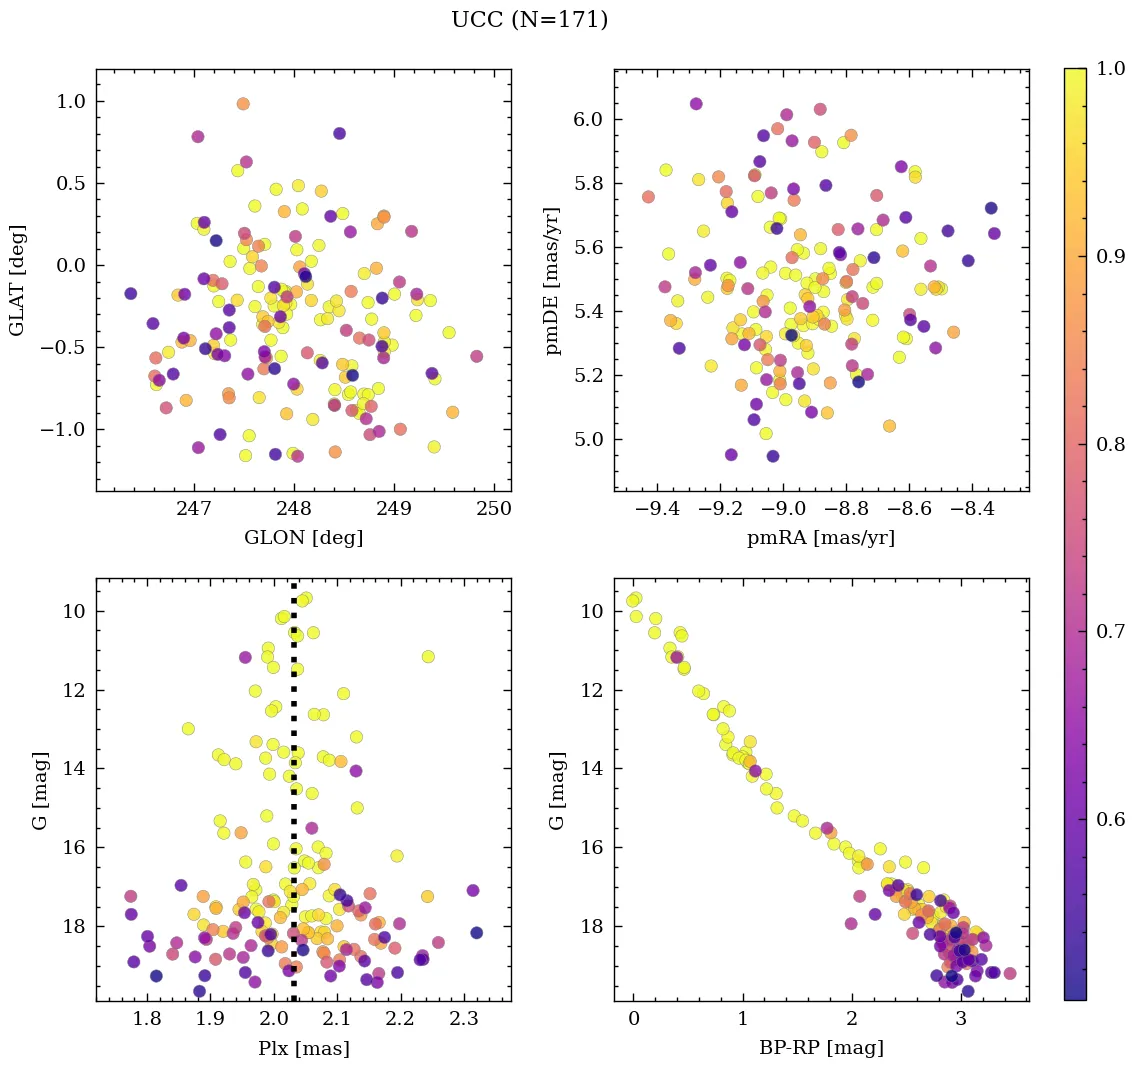 UCC (N=171)
1.0
0.5
0.0
−0.5
−1.0
GLAT [deg]
247 248 249 250
GLON [deg]
6.0
5.8
5.6
5.4
5.2
5.0
pmDE [mas/yr]
−9.4 −9.2 −9.0 −8.8 −8.6 −8.4
pmRA [mas/yr]
1.0
0.9
0.8
0.7
0.6
10
12
14
16
18
G [mag]
1.8 1.9 2.0 2.1 2.2 2.3
Plx [mas]
10
12
14
16
18
G [mag]
0 1 2 3
BP-RP [mag]